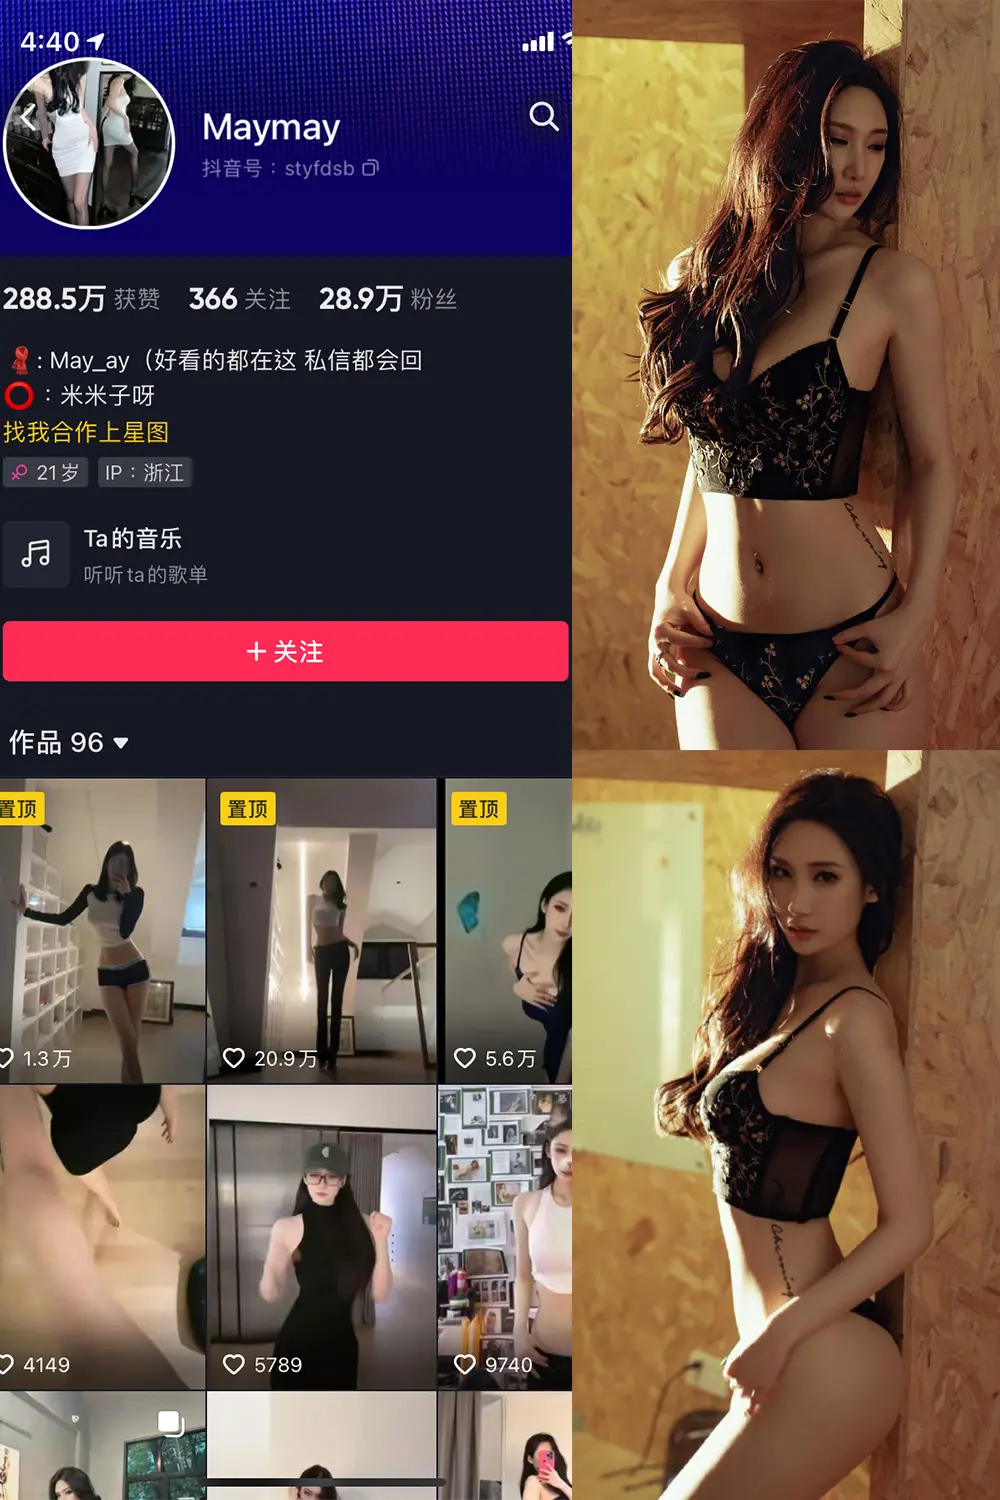 4:40
Maymay
抖音号：styfdsb
288.5万 获赞 366 关注 28.9万 粉丝
: May_ay（好看的都在这 私信都会回
：米米子呀
找我合作上星图
21岁 IP：浙江
Ta的音乐
听听ta的歌单
+ 关注
作品 96
置顶 置顶 置顶
1.3万 20.9万 5.6万
4149 5789 9740
Charming
Charming